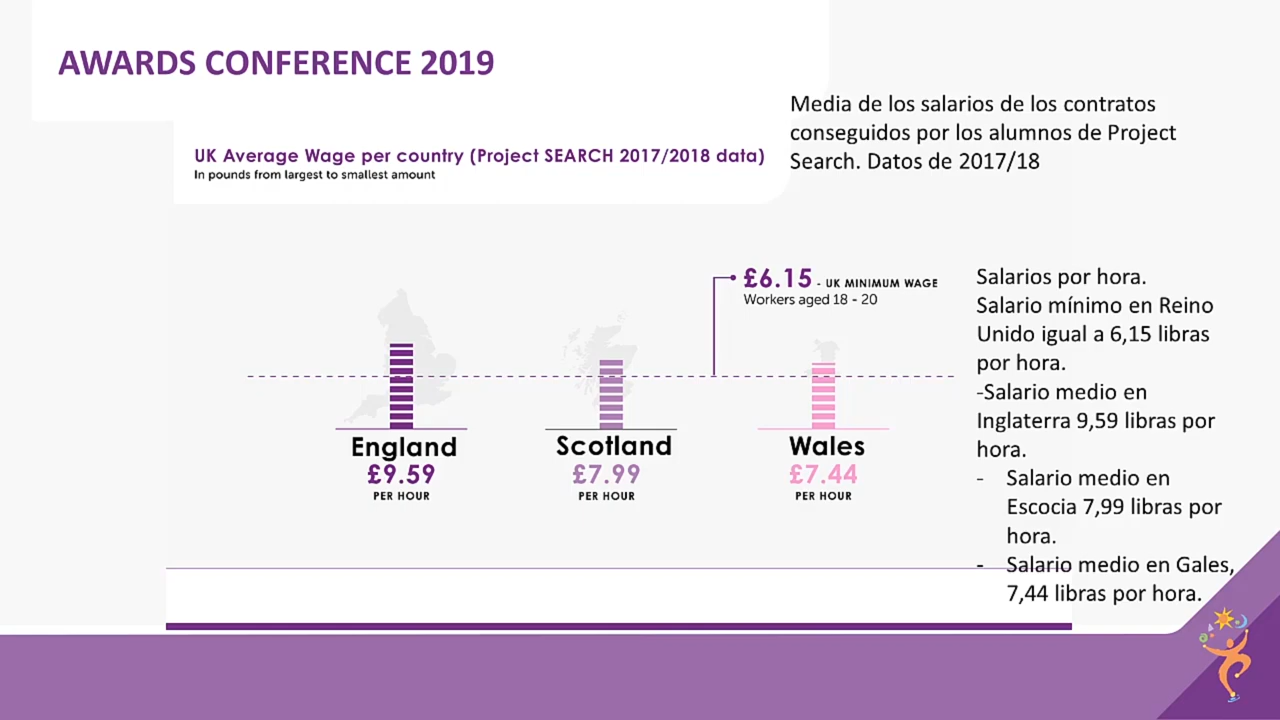 AWARDS CONFERENCE 2019
Media de los salarios de los contratos
conseguidos por los alumnos de Project
Search. Datos de 2017/18
UK Average Wage per country (Project SEARCH 2017/2018 data)
In pounds from largest to smallest amount
£6.15 - UK MINIMUM WAGE
Workers aged 18 - 20
England
£9.59
PER HOUR
Scotland
£7.99
PER HOUR
Wales
£7.44
PER HOUR
Salarios por hora.
Salario mínimo en Reino
Unido igual a 6,15 libras
por hora.
-Salario medio en
Inglaterra 9,59 libras por
hora.
- Salario medio en
Escocia 7,99 libras por
hora.
- Salario medio en Gales,
7,44 libras por hora.